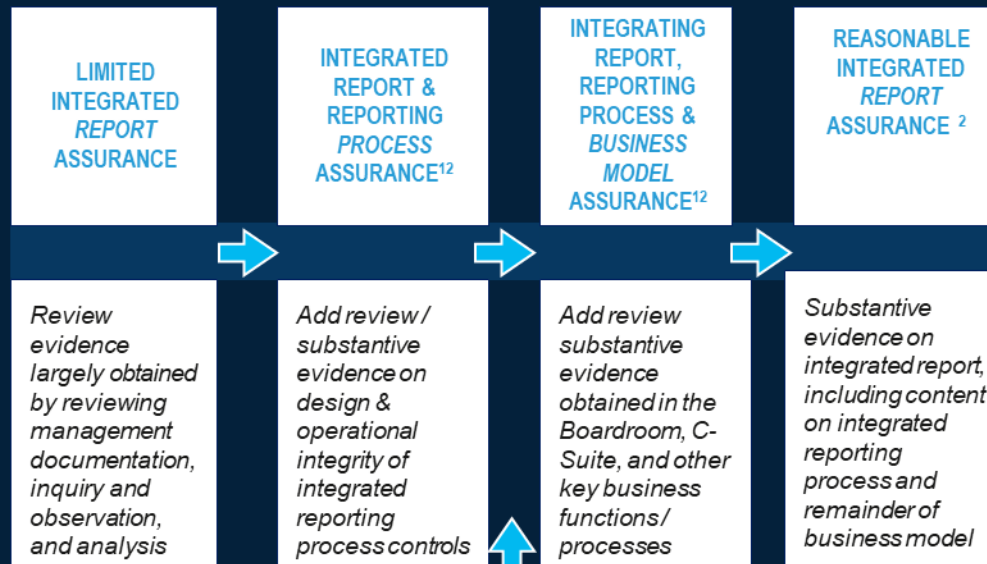 LIMITED
INTEGRATED
REPORT
ASSURANCE
INTEGRATED
REPORT &
REPORTING
PROCESS
ASSURANCE12
INTEGRATING
REPORT,
REPORTING
PROCESS &
BUSINESS
MODEL
ASSURANCE12
REASONABLE
INTEGRATED
REPORT
ASSURANCE 2
Review
evidence
largely obtained
by reviewing
management
documentation,
inquiry and
observation,
and analysis
Add review /
substantive
evidence on
design &
operational
integrity of
integrated
reporting
process controls
Add review
substantive
evidence
obtained in the
Boardroom, C-
Suite, and other
key business
functions /
processes
Substantive
evidence on
integrated report,
including content
on integrated
reporting
process and
remainder of
business model